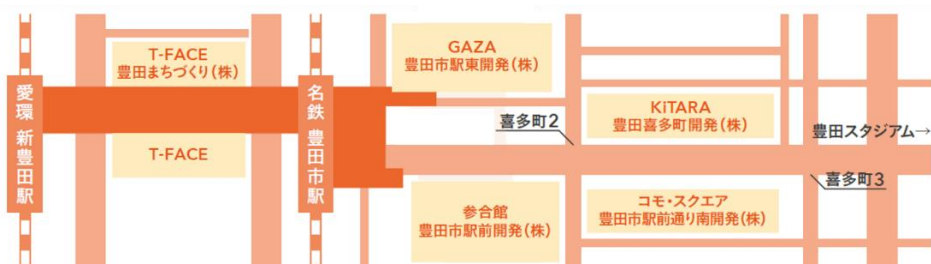 愛環 新豊田駅
T-FACE
豊田まちづくり(株)
T-FACE
名鉄 豊田市駅
GAZA
豊田市駅東開発(株)
喜多町2
KiTARA
豊田喜多町開発(株)
豊田スタジアム→
喜多町3
参合館
豊田市駅前開発(株)
コモ・スクエア
豊田市駅前通り南開発(株)